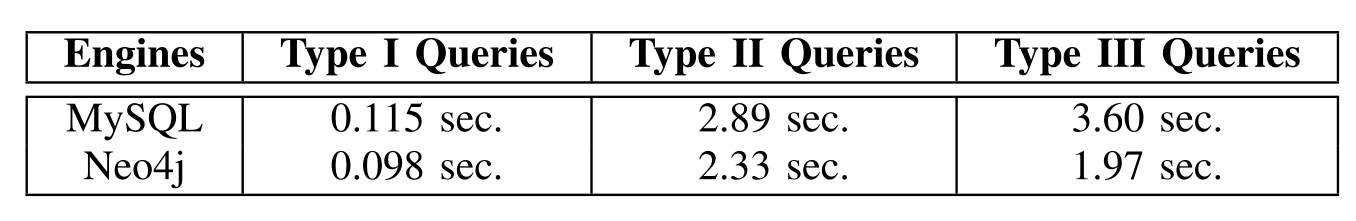 Engines Type I Queries Type II Queries Type III Queries
MySQL 0.115 sec. 2.89 sec. 3.60 sec.
Neo4j 0.098 sec. 2.33 sec. 1.97 sec.